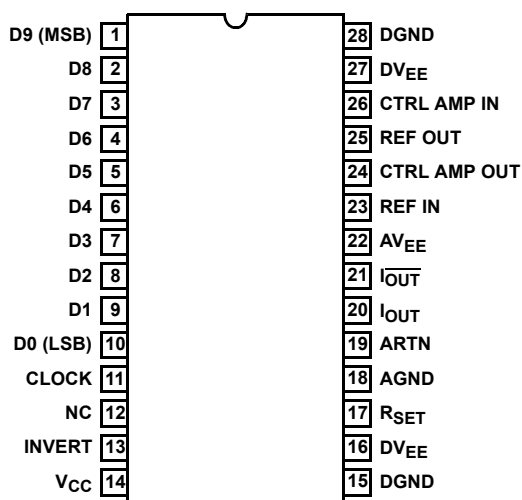 D9 (MSB) 1 28 DGND
D8 2 27 DVEE
D7 3 26 CTRL AMP IN
D6 4 25 REF OUT
D5 5 24 CTRL AMP OUT
D4 6 23 REF IN
D3 7 22 AVEE
D2 8 21 I̅O̅U̅T̅
D1 9 20 IOUT
D0 (LSB) 10 19 ARTN
CLOCK 11 18 AGND
NC 12 17 RSET
INVERT 13 16 DVEE
VCC 14 15 DGND